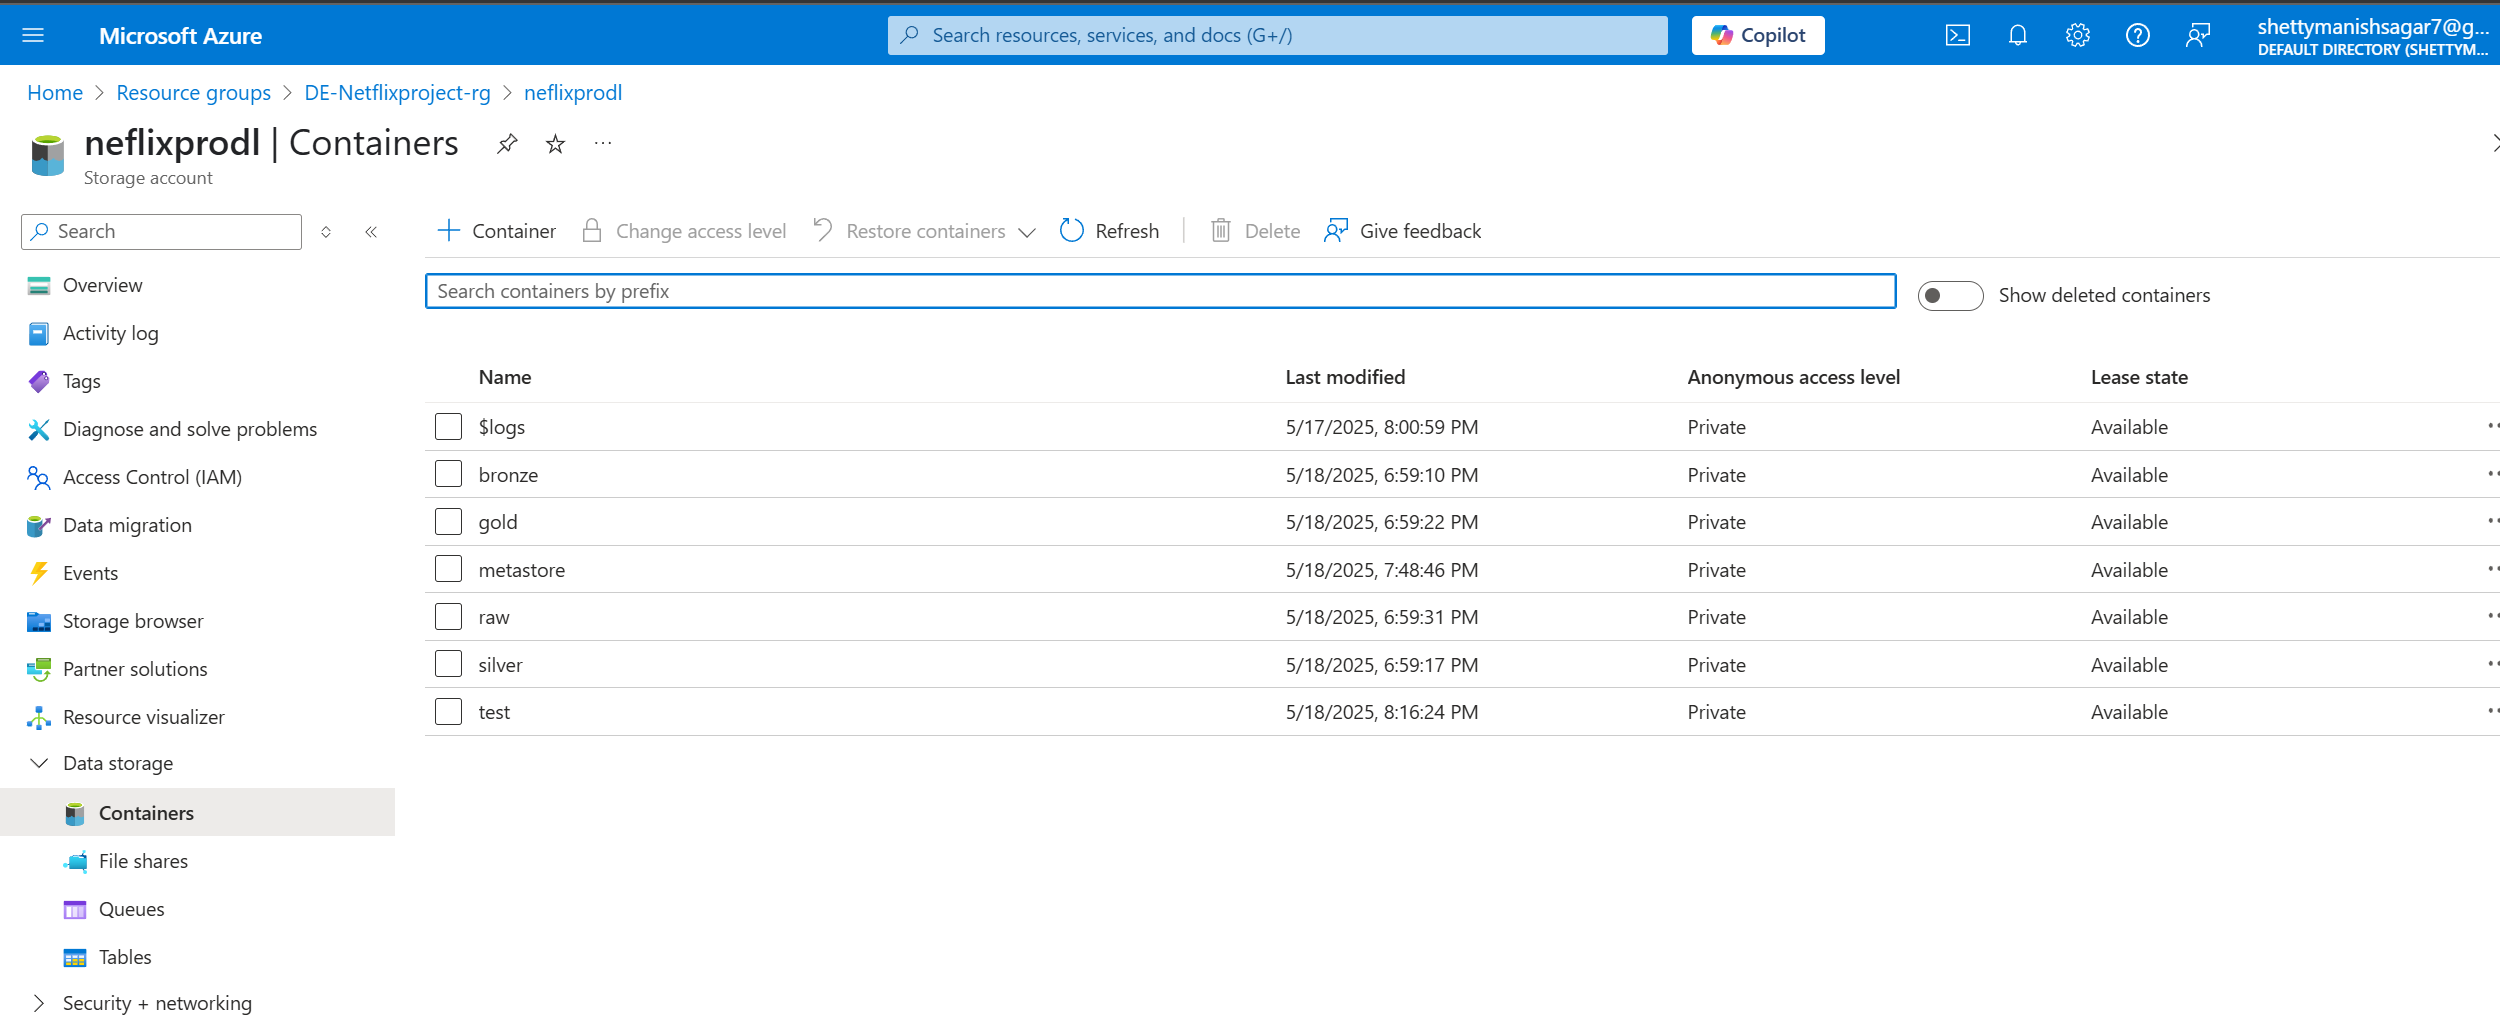 Microsoft Azure
Search resources, services, and docs (G+/)
Copilot
shettymanishsagar7@g...
DEFAULT DIRECTORY (SHETTYM...
Home > Resource groups > DE-Netflixproject-rg > neflixprodl
neflixprodl | Containers
Storage account
Search
Container Change access level Restore containers Refresh Delete Give feedback
Search containers by prefix
Show deleted containers
Overview
Activity log
Tags
Diagnose and solve problems
Access Control (IAM)
Data migration
Events
Storage browser
Partner solutions
Resource visualizer
Data storage
Containers
File shares
Queues
Tables
Security + networking
Name Last modified Anonymous access level Lease state
$logs 5/17/2025, 8:00:59 PM Private Available
bronze 5/18/2025, 6:59:10 PM Private Available
gold 5/18/2025, 6:59:22 PM Private Available
metastore 5/18/2025, 7:48:46 PM Private Available
raw 5/18/2025, 6:59:31 PM Private Available
silver 5/18/2025, 6:59:17 PM Private Available
test 5/18/2025, 8:16:24 PM Private Available